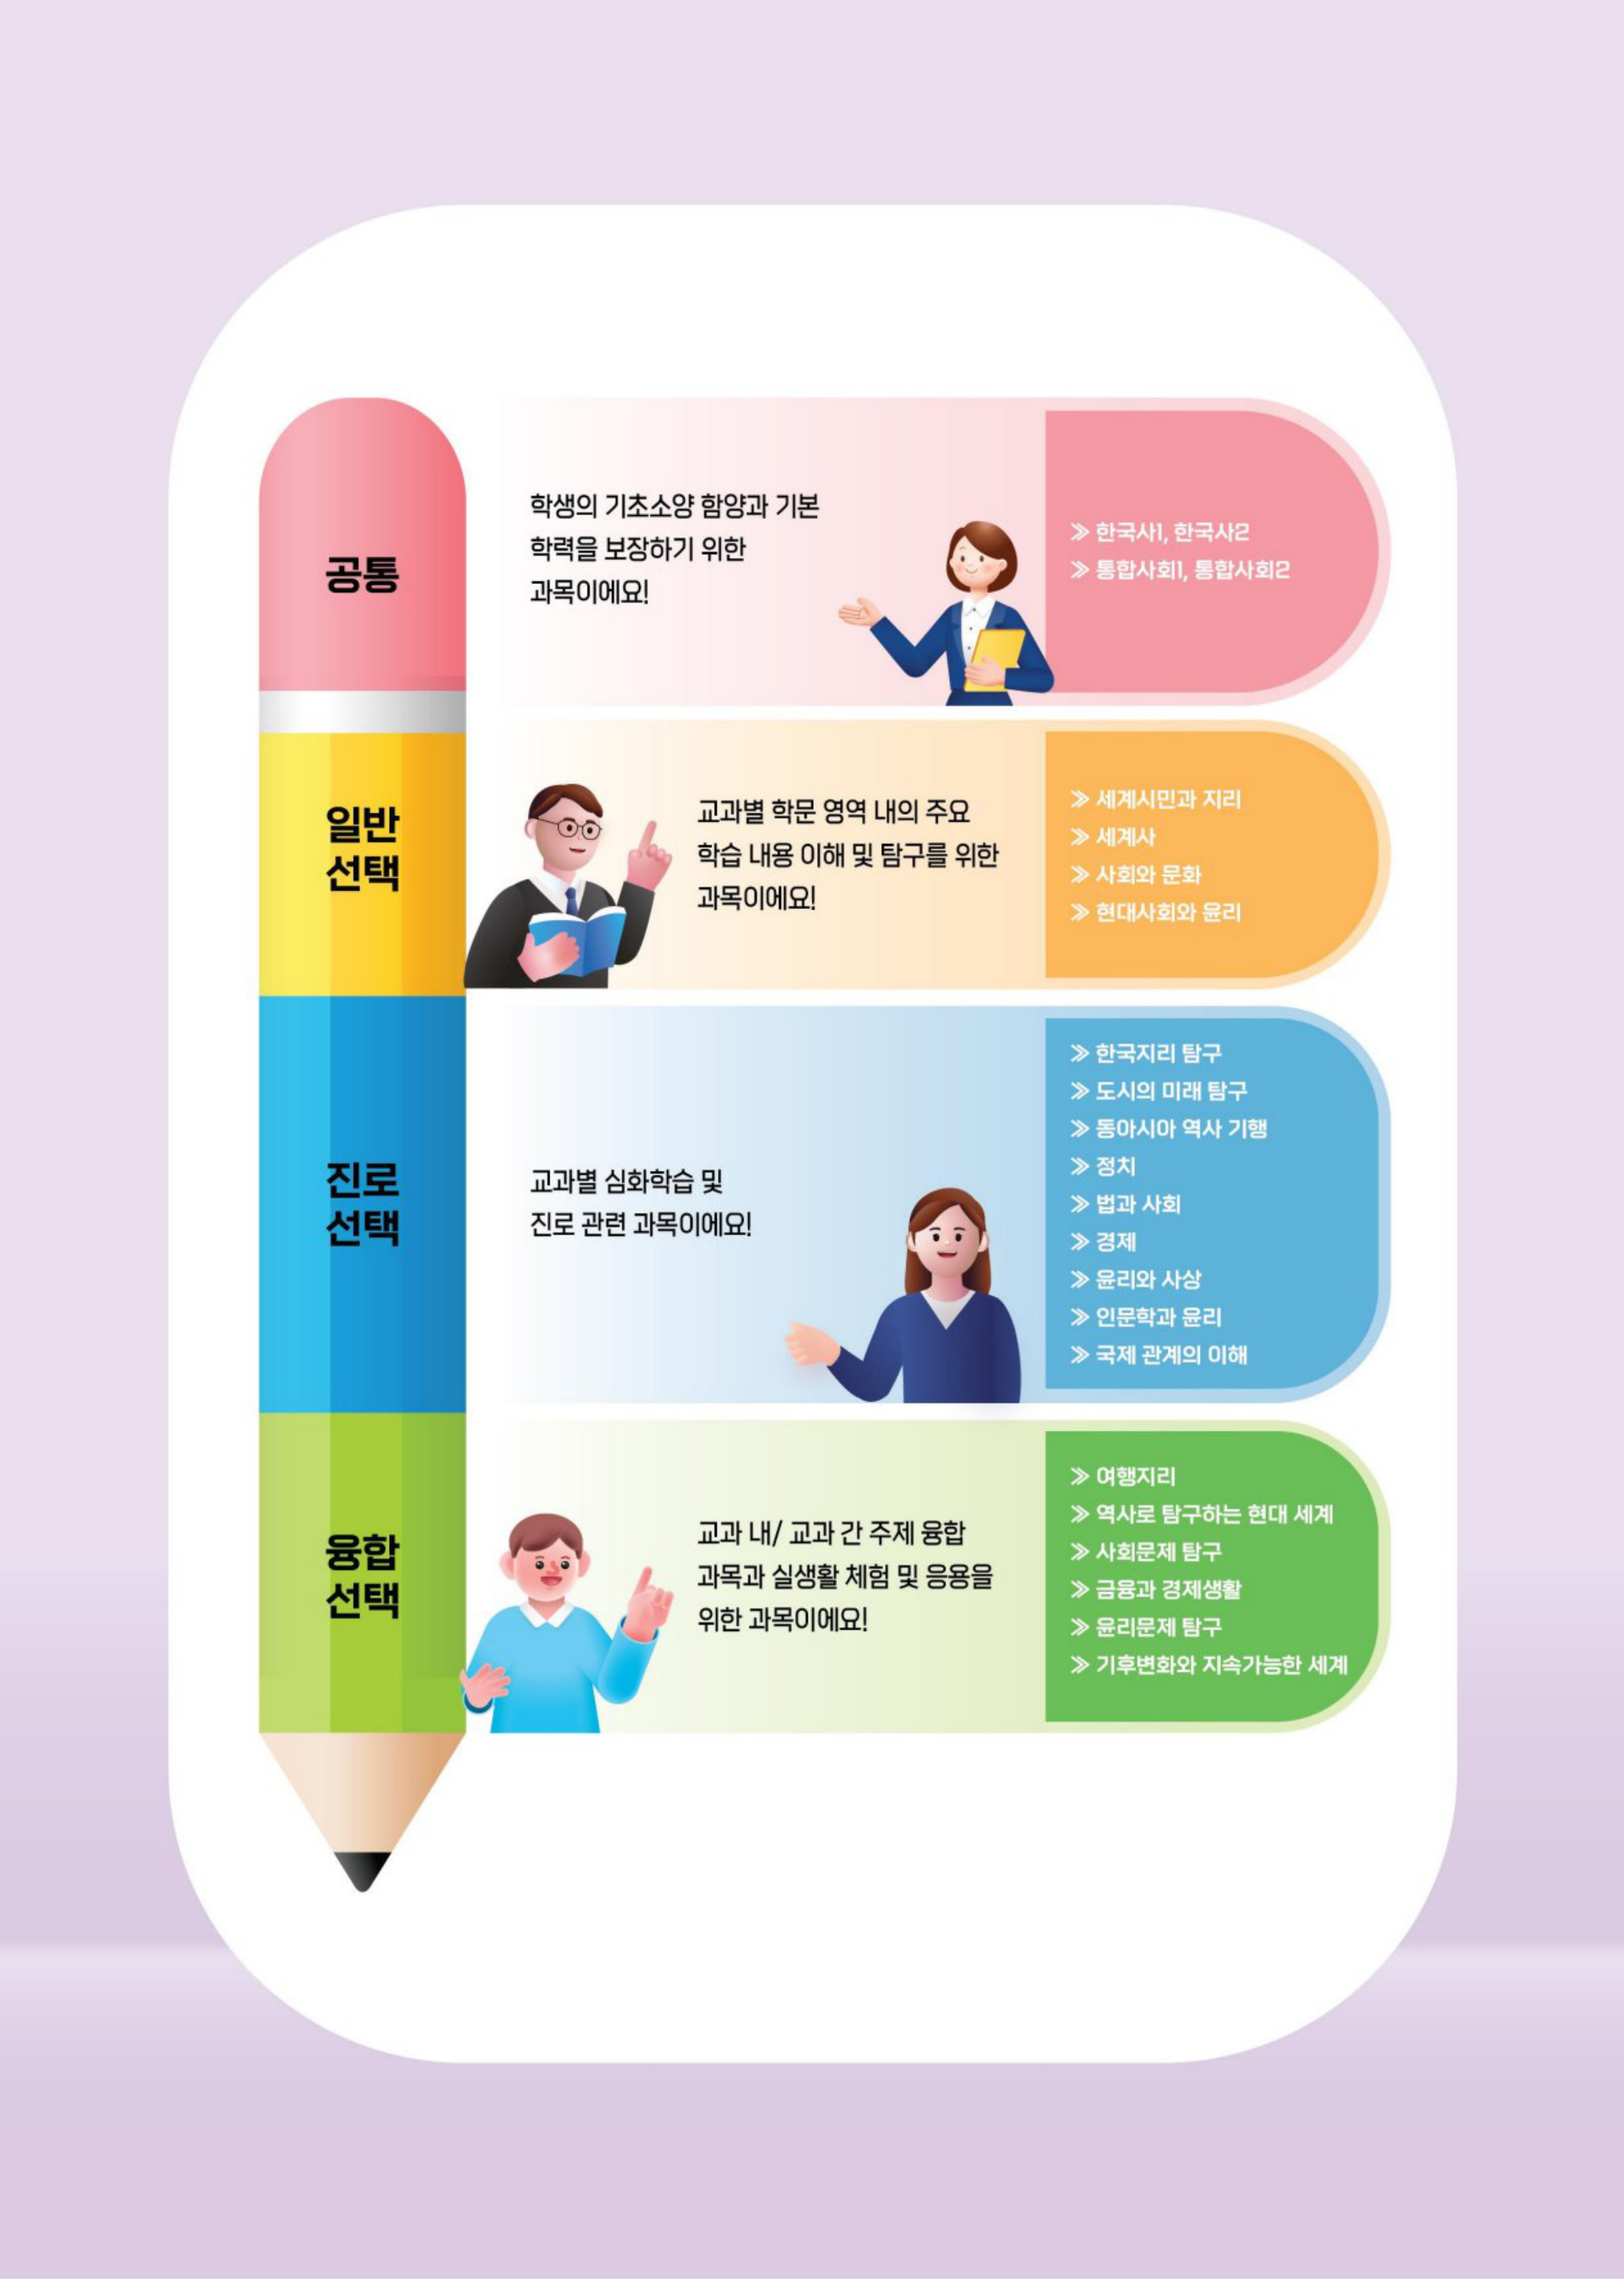 공통
학생의 기초소양 함양과 기본
학력을 보장하기 위한
과목이에요!
≫ 한국사1, 한국사2
≫ 통합사회1, 통합사회2
일반
선택
교과별 학문 영역 내의 주요
학습 내용 이해 및 탐구를 위한
과목이에요!
≫ 세계시민과 지리
≫ 세계사
≫ 사회와 문화
≫ 현대사회와 윤리
진로
선택
교과별 심화학습 및
진로 관련 과목이에요!
≫ 한국지리 탐구
≫ 도시의 미래 탐구
≫ 동아시아 역사 기행
≫ 정치
≫ 법과 사회
≫ 경제
≫ 윤리와 사상
≫ 인문학과 윤리
≫ 국제 관계의 이해
융합
선택
교과 내/ 교과 간 주제 융합
과목과 실생활 체험 및 응용을
위한 과목이에요!
≫ 여행지리
≫ 역사로 탐구하는 현대 세계
≫ 사회문제 탐구
≫ 금융과 경제생활
≫ 윤리문제 탐구
≫ 기후변화와 지속가능한 세계